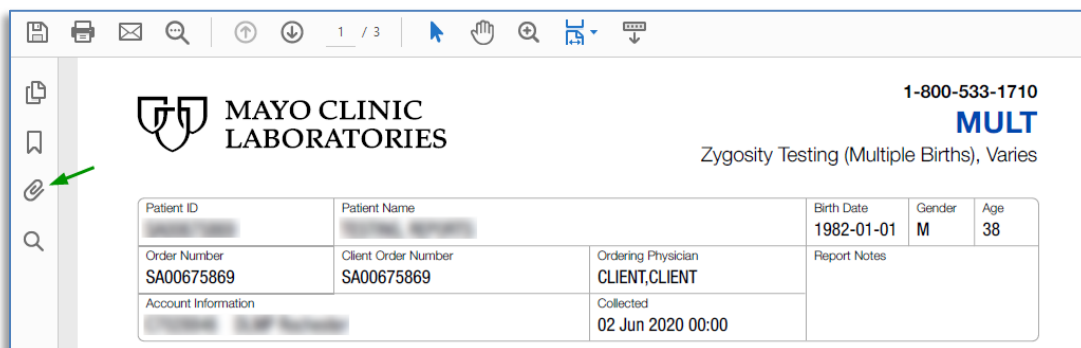 1 / 3
1-800-533-1710
MAYO CLINIC
LABORATORIES
MULT
Zygosity Testing (Multiple Births), Varies
Patient ID Patient Name Birth Date Gender Age
1982-01-01 M 38
Order Number Client Order Number Ordering Physician Report Notes
SA00675869 SA00675869 CLIENT,CLIENT
Account Information Collected
02 Jun 2020 00:00